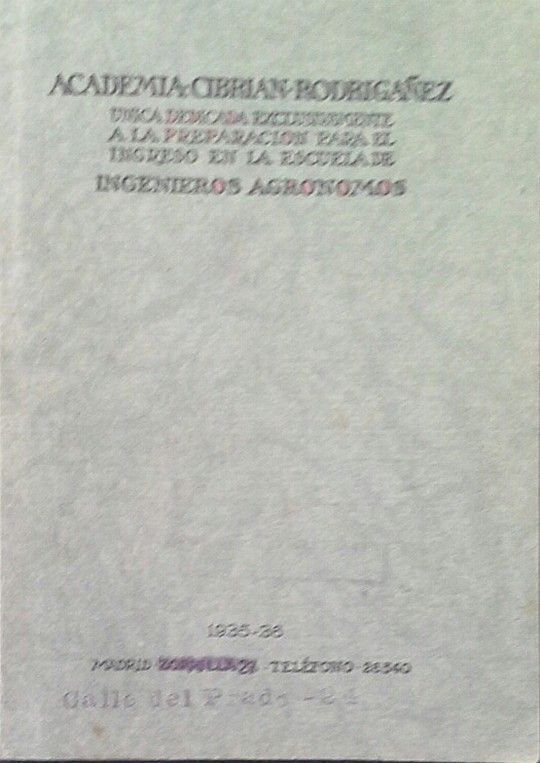 ACADEMIA: CIBRIAN-RODRIGAÑEZ
UNICA DEDICADA EXCLUSIVAMENTE
A LA PREPARACION PARA EL
INGRESO EN LA ESCUELA DE
INGENIEROS AGRONOMOS
1935-36
MADRID ZORRILLA TELÉFONO
Calle del Prado